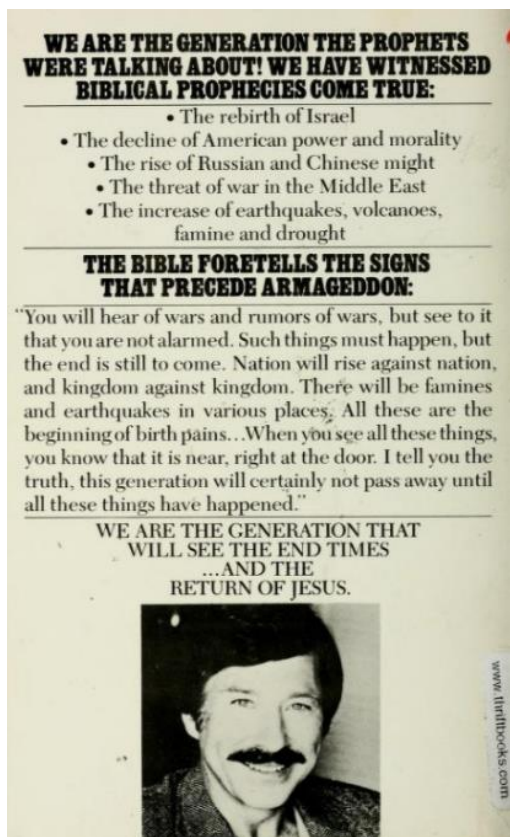 WE ARE THE GENERATION THE PROPHETS
WERE TALKING ABOUT! WE HAVE WITNESSED
BIBLICAL PROPHECIES COME TRUE:
• The rebirth of Israel
• The decline of American power and morality
• The rise of Russian and Chinese might
• The threat of war in the Middle East
• The increase of earthquakes, volcanoes,
famine and drought
THE BIBLE FORETELLS THE SIGNS
THAT PRECEDE ARMAGEDDON:
"You will hear of wars and rumors of wars, but see to it
that you are not alarmed. Such things must happen, but
the end is still to come. Nation will rise against nation,
and kingdom against kingdom. There will be famines
and earthquakes in various places. All these are the
beginning of birth pains...When you see all these things,
you know that it is near, right at the door. I tell you the
truth, this generation will certainly not pass away until
all these things have happened."
WE ARE THE GENERATION THAT
WILL SEE THE END TIMES
...AND THE
RETURN OF JESUS.
www.thriftbooks.com